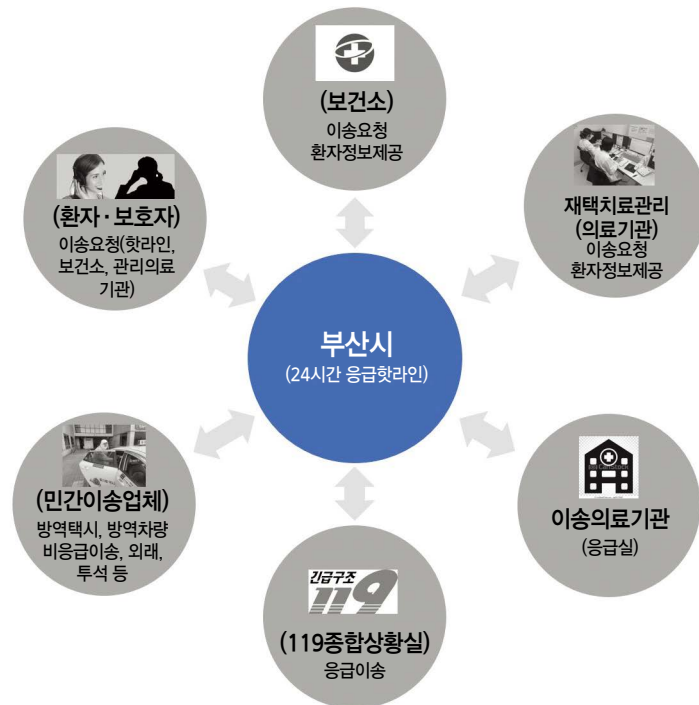 (보건소)
이송요청
환자정보제공
(환자·보호자)
이송요청(핫라인,
보건소, 관리의료
기관)
재택치료관리
(의료기관)
이송요청
환자정보제공
부산시
(24시간 응급핫라인)
(민간이송업체)
방역택시, 방역차량
비응급이송, 외래,
투석 등
이송의료기관
(응급실)
긴급구조
119
(119종합상황실)
응급이송